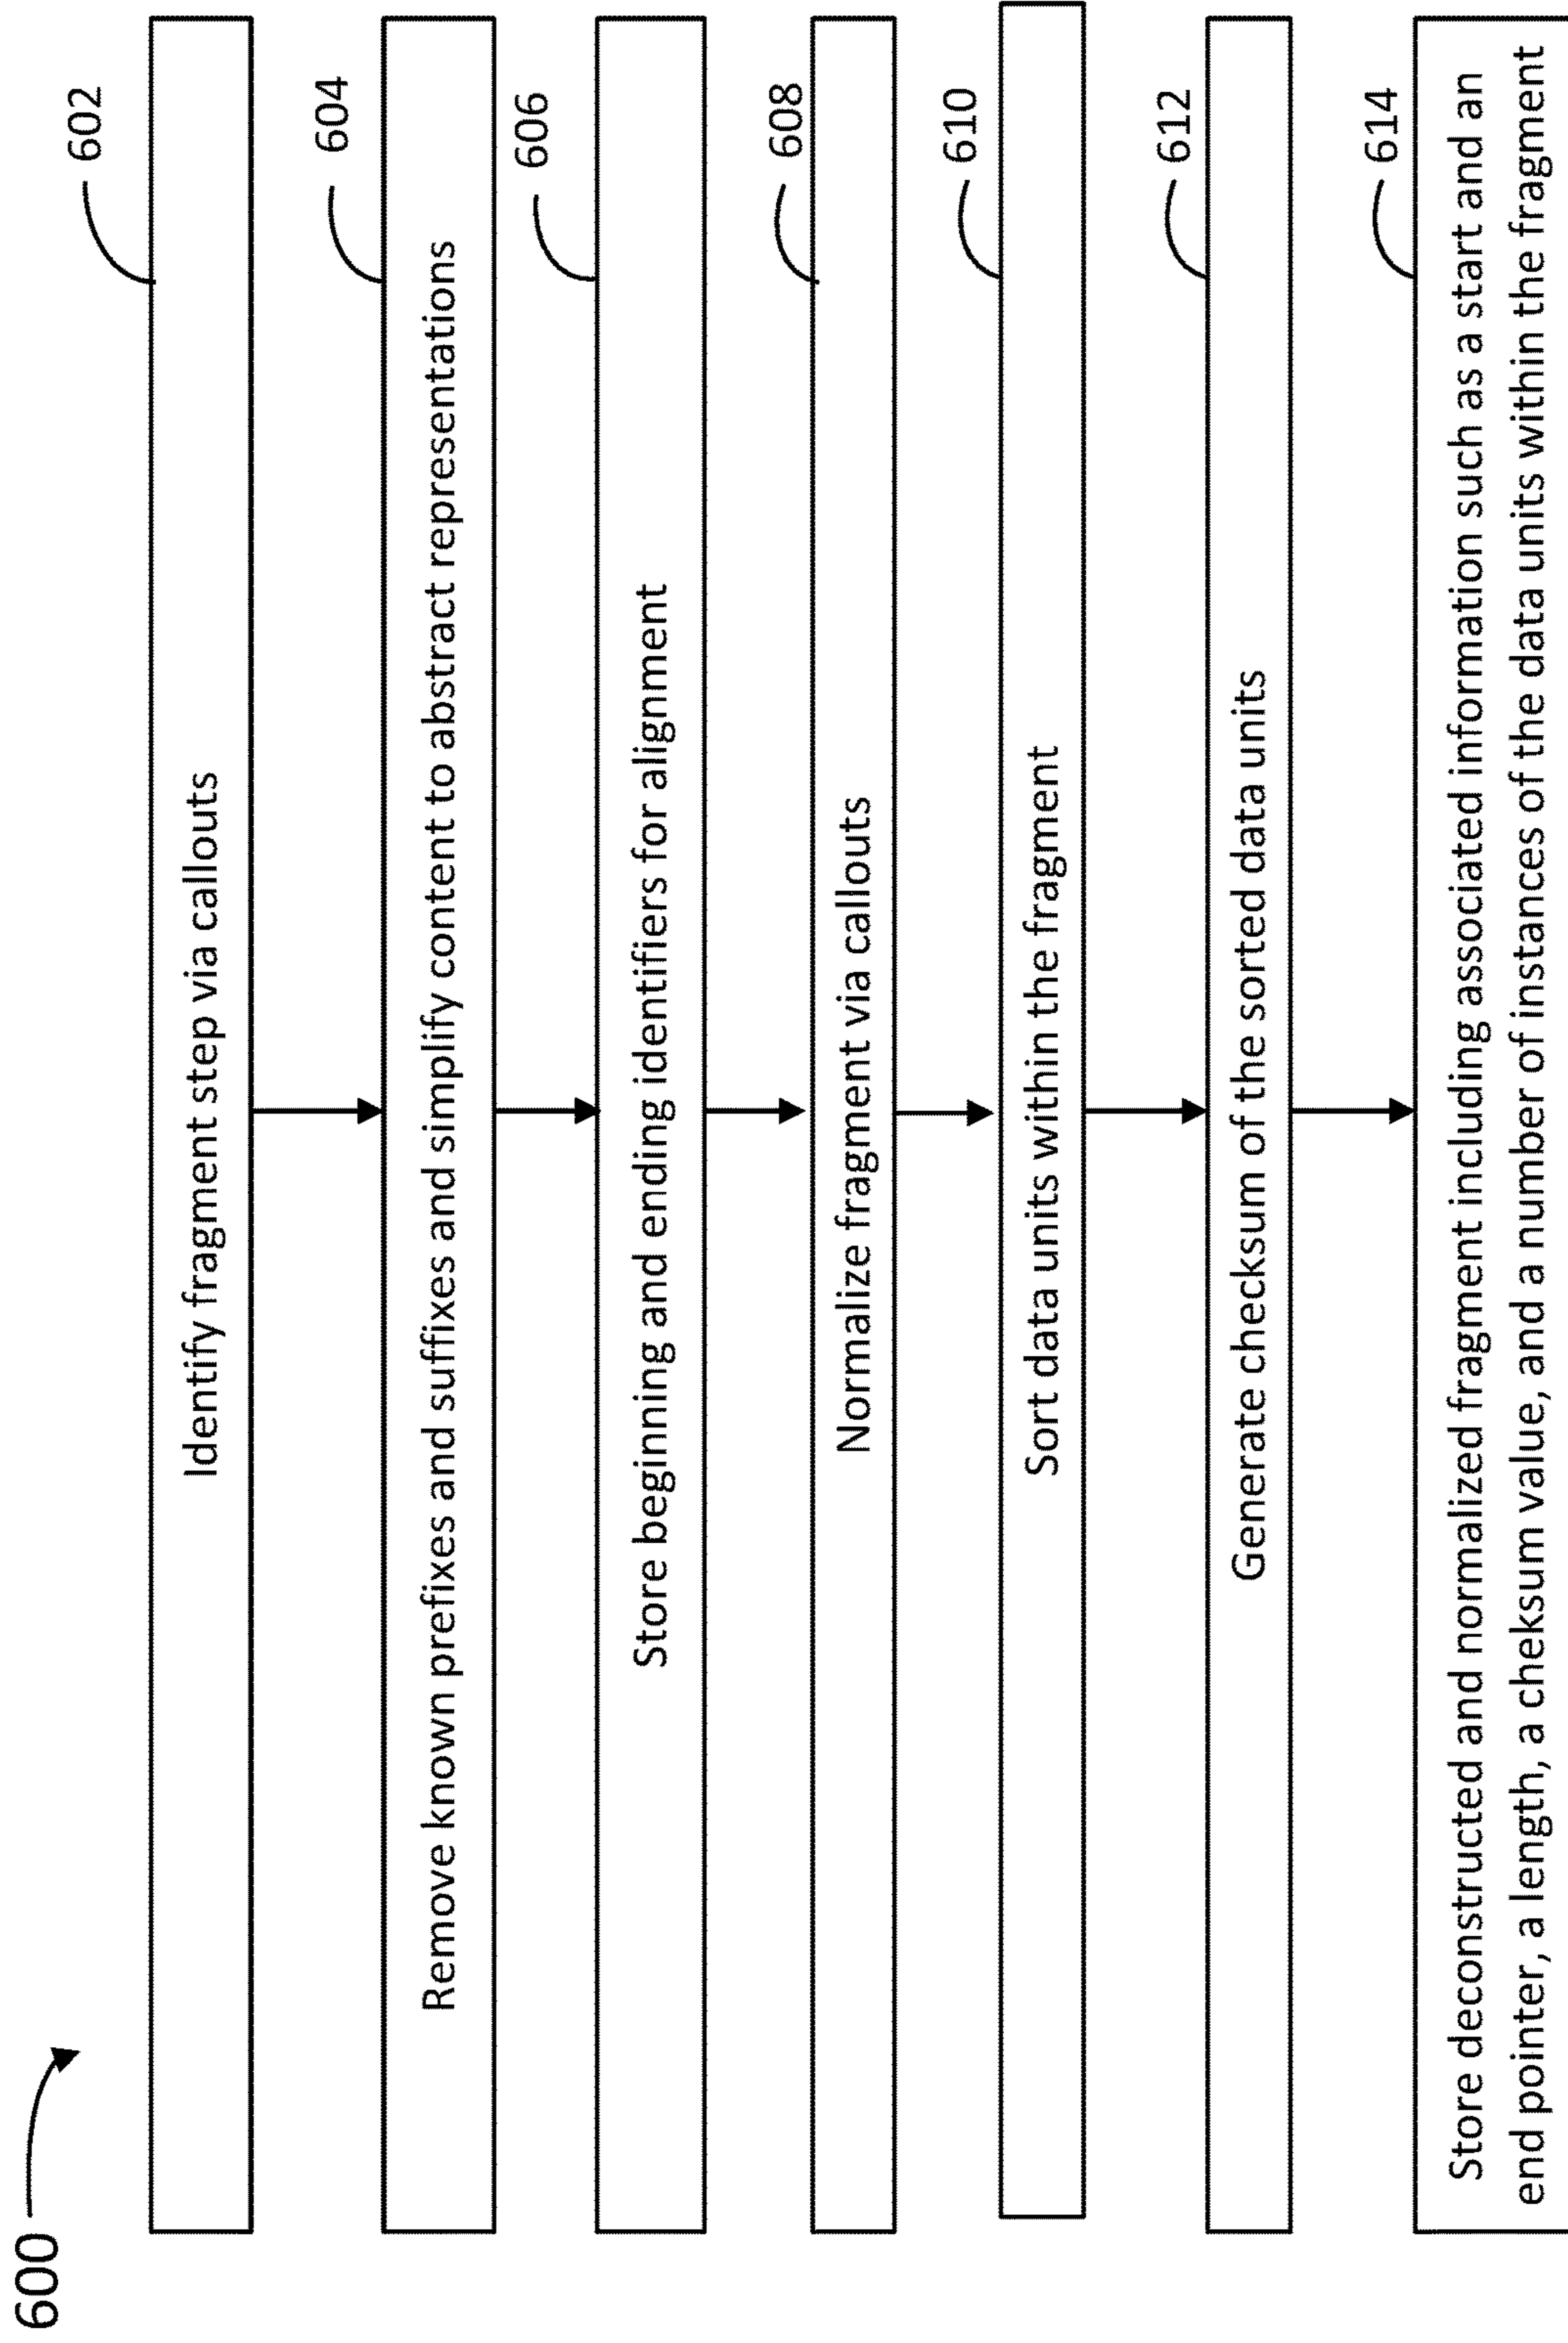 600
602
Identify fragment step via callouts
604
Remove known prefixes and suffixes and simplify content to abstract representations
606
Store beginning and ending identifiers for alignment
608
Normalize fragment via callouts
610
Sort data units within the fragment
612
Generate checksum of the sorted data units
614
Store deconstructed and normalized fragment including associated information such as a start and an
end pointer, a length, a cheksum value, and a number of instances of the data units within the fragment